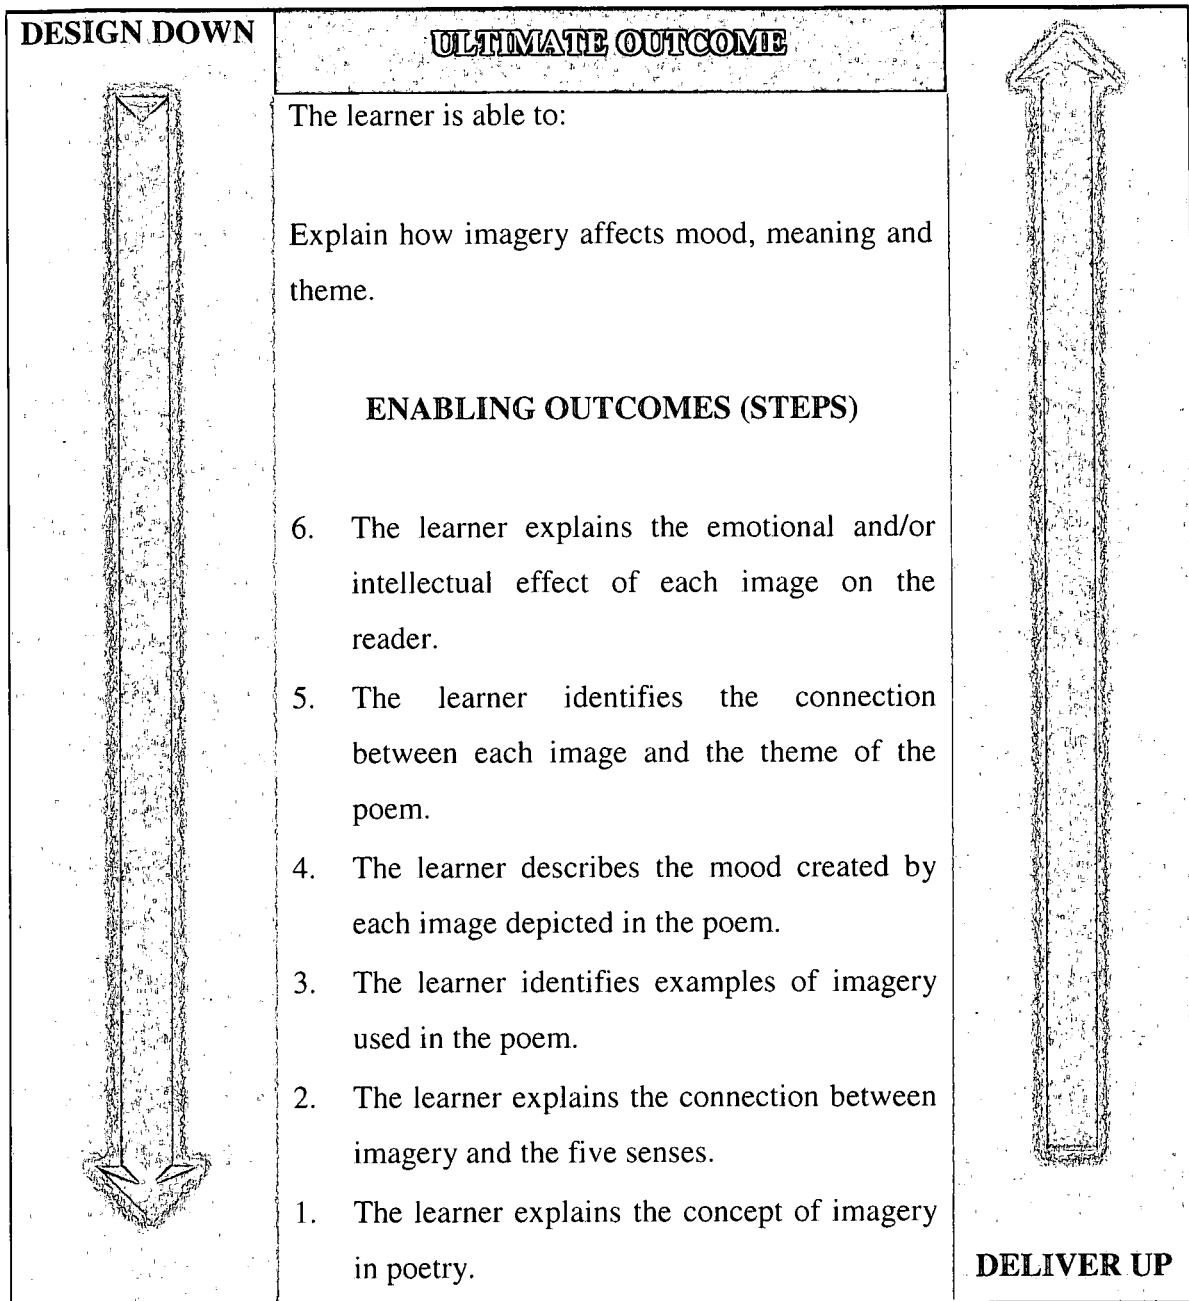 DESIGN DOWN
ULTIMATE OUTCOME
The learner is able to:
Explain how imagery affects mood, meaning and
theme.
ENABLING OUTCOMES (STEPS)
6. The learner explains the emotional and/or
intellectual effect of each image on the
reader.
5. The learner identifies the connection
between each image and the theme of the
poem.
4. The learner describes the mood created by
each image depicted in the poem.
3. The learner identifies examples of imagery
used in the poem.
2. The learner explains the connection between
imagery and the five senses.
1. The learner explains the concept of imagery
in poetry.
DELIVER UP